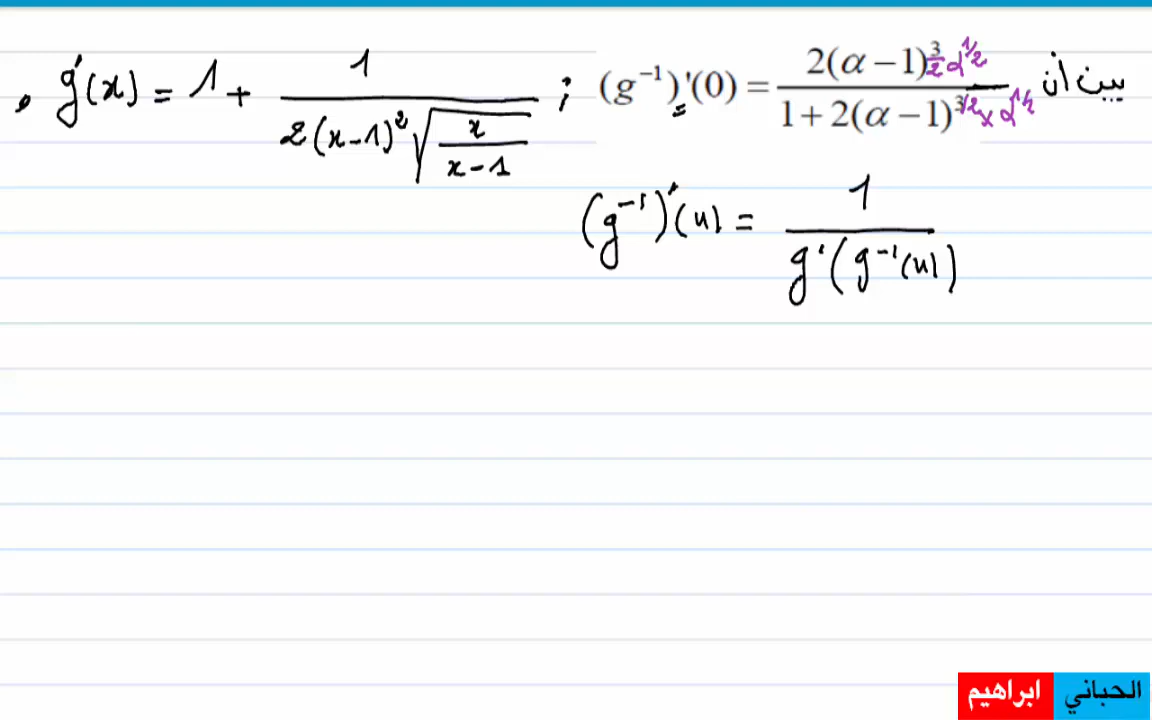 بين أن (g⁻¹)'(0) = 2(α−1)^{3/2} α^{1/2} / 1+2(α−1)^{3/2} × α^{1/2} ; g'(x) = 1 + 1 / 2(x−1)² √(x / x−1)
(g⁻¹)'(x) = 1 / g'(g⁻¹(x))
ابراهيم الحباني